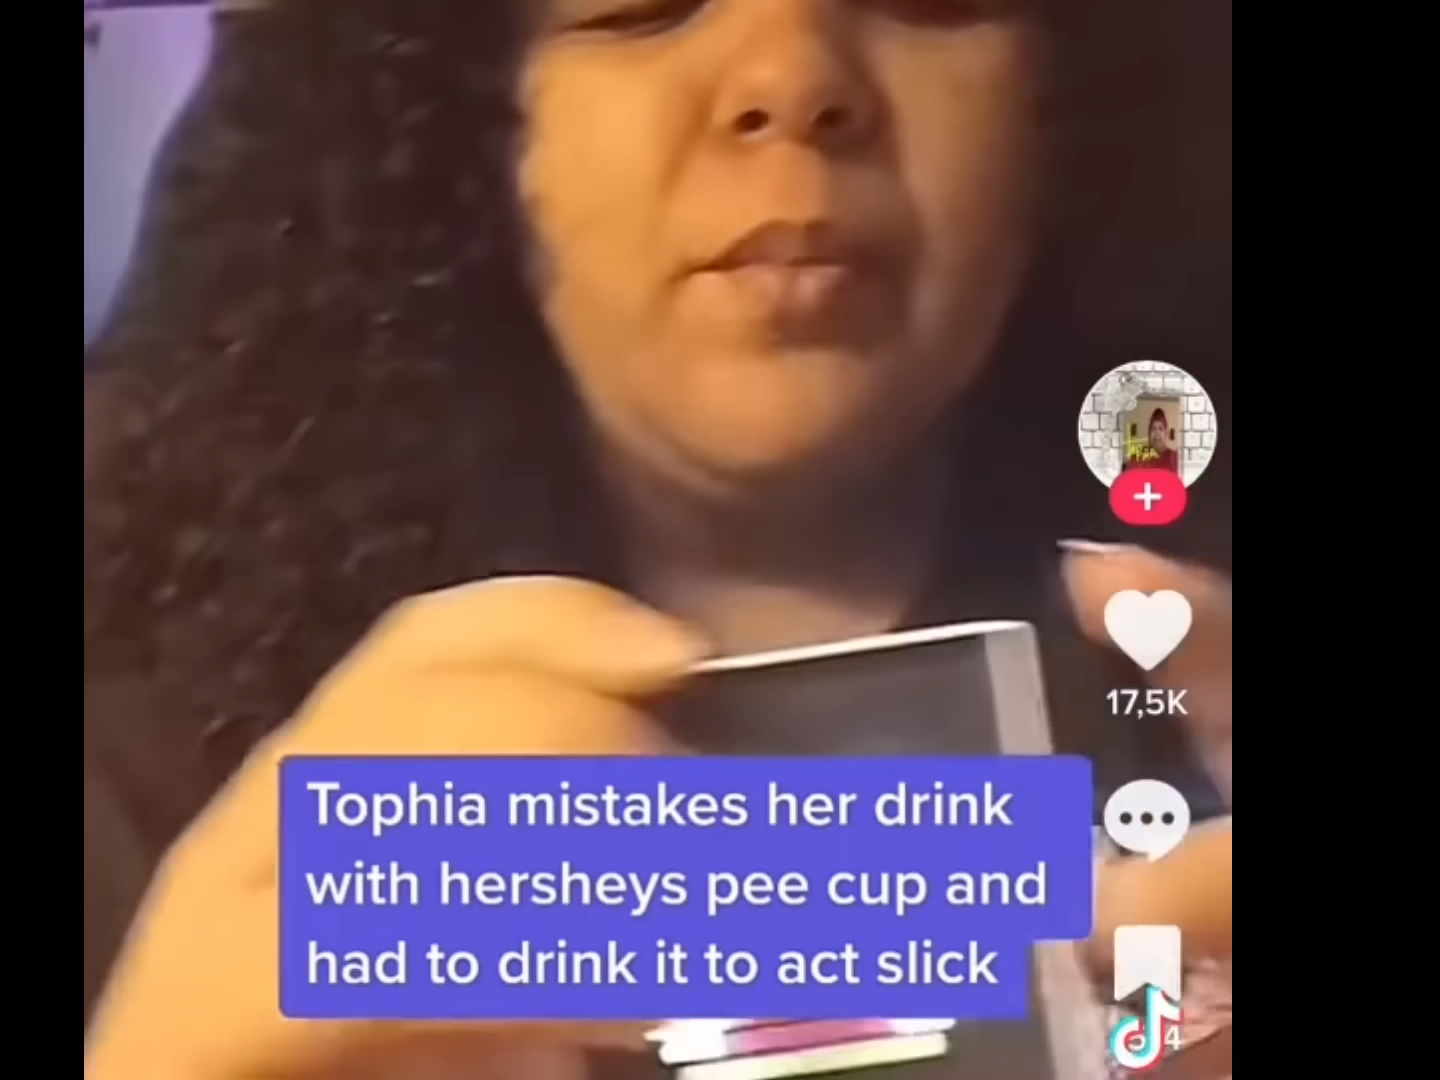 17,5K
Tophia mistakes her drink
with hersheys pee cup and
had to drink it to act slick